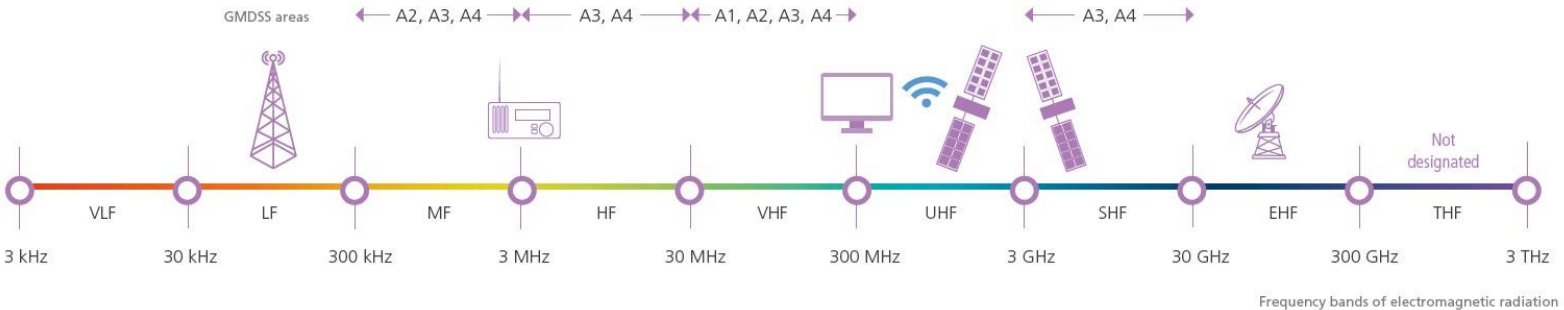 GMDSS areas
A2, A3, A4
A3, A4
A1, A2, A3, A4
A3, A4
Not
designated
VLF
LF
MF
HF
VHF
UHF
SHF
EHF
THF
3 kHz
30 kHz
300 kHz
3 MHz
30 MHz
300 MHz
3 GHz
30 GHz
300 GHz
3 THz
Frequency bands of electromagnetic radiation